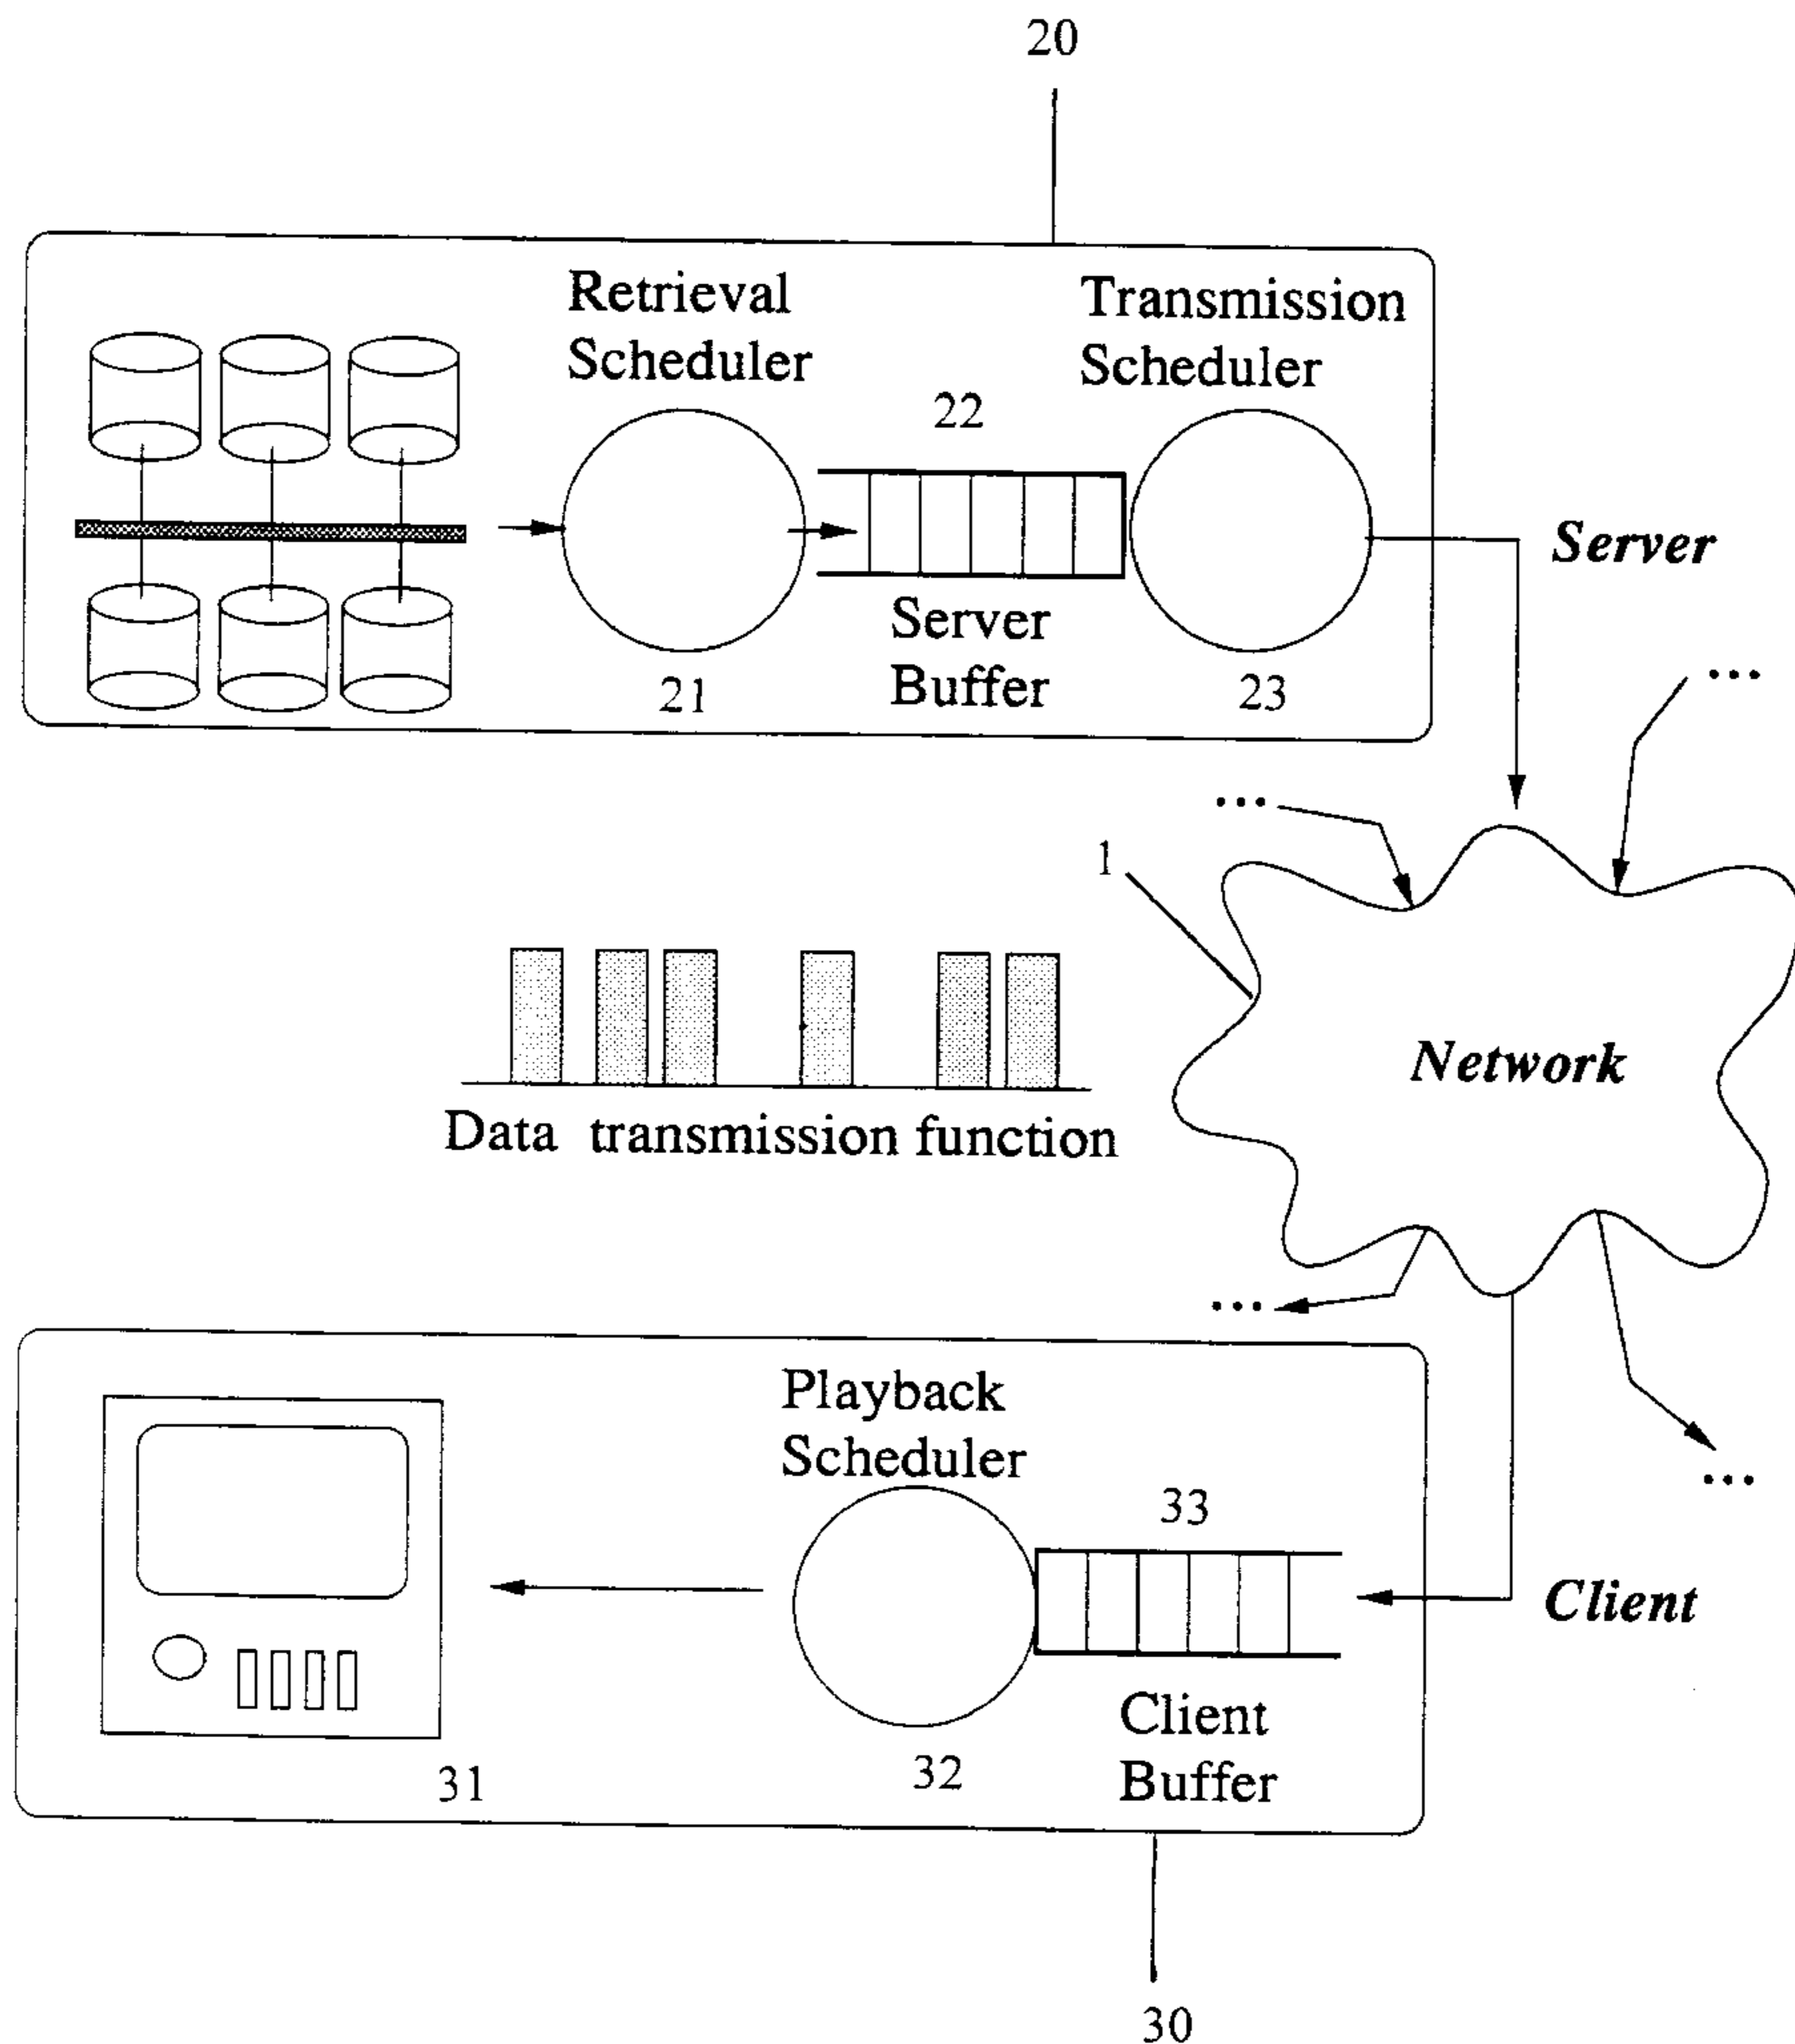 20
Retrieval
Scheduler
Transmission
Scheduler
22
Server
Server
Buffer
21
23
...
...
1
Network
Data transmission function
...
Playback
Scheduler
...
33
Client
Client
Buffer
31
32
30